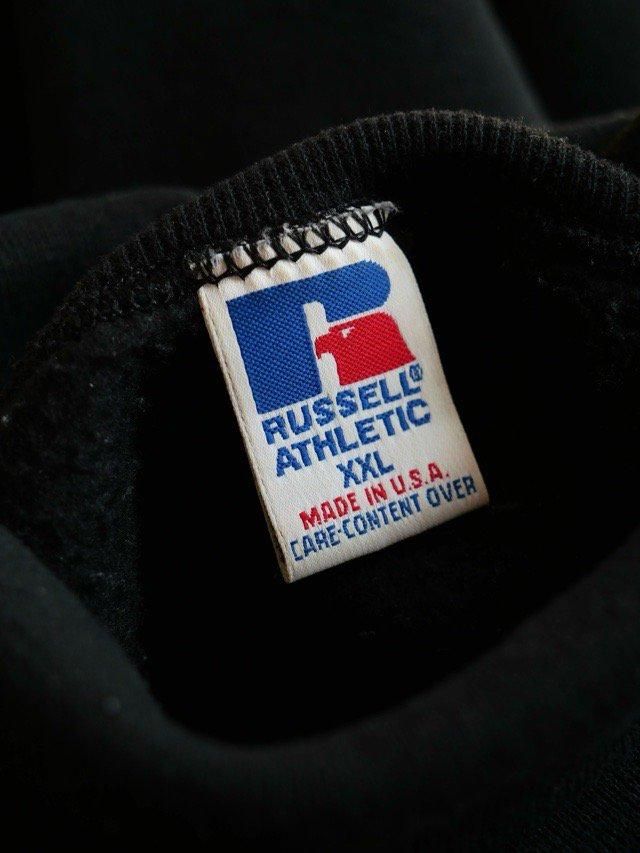 RUSSELL®
ATHLETIC
XXL
MADE IN U.S.A.
CARE-CONTENT OVER